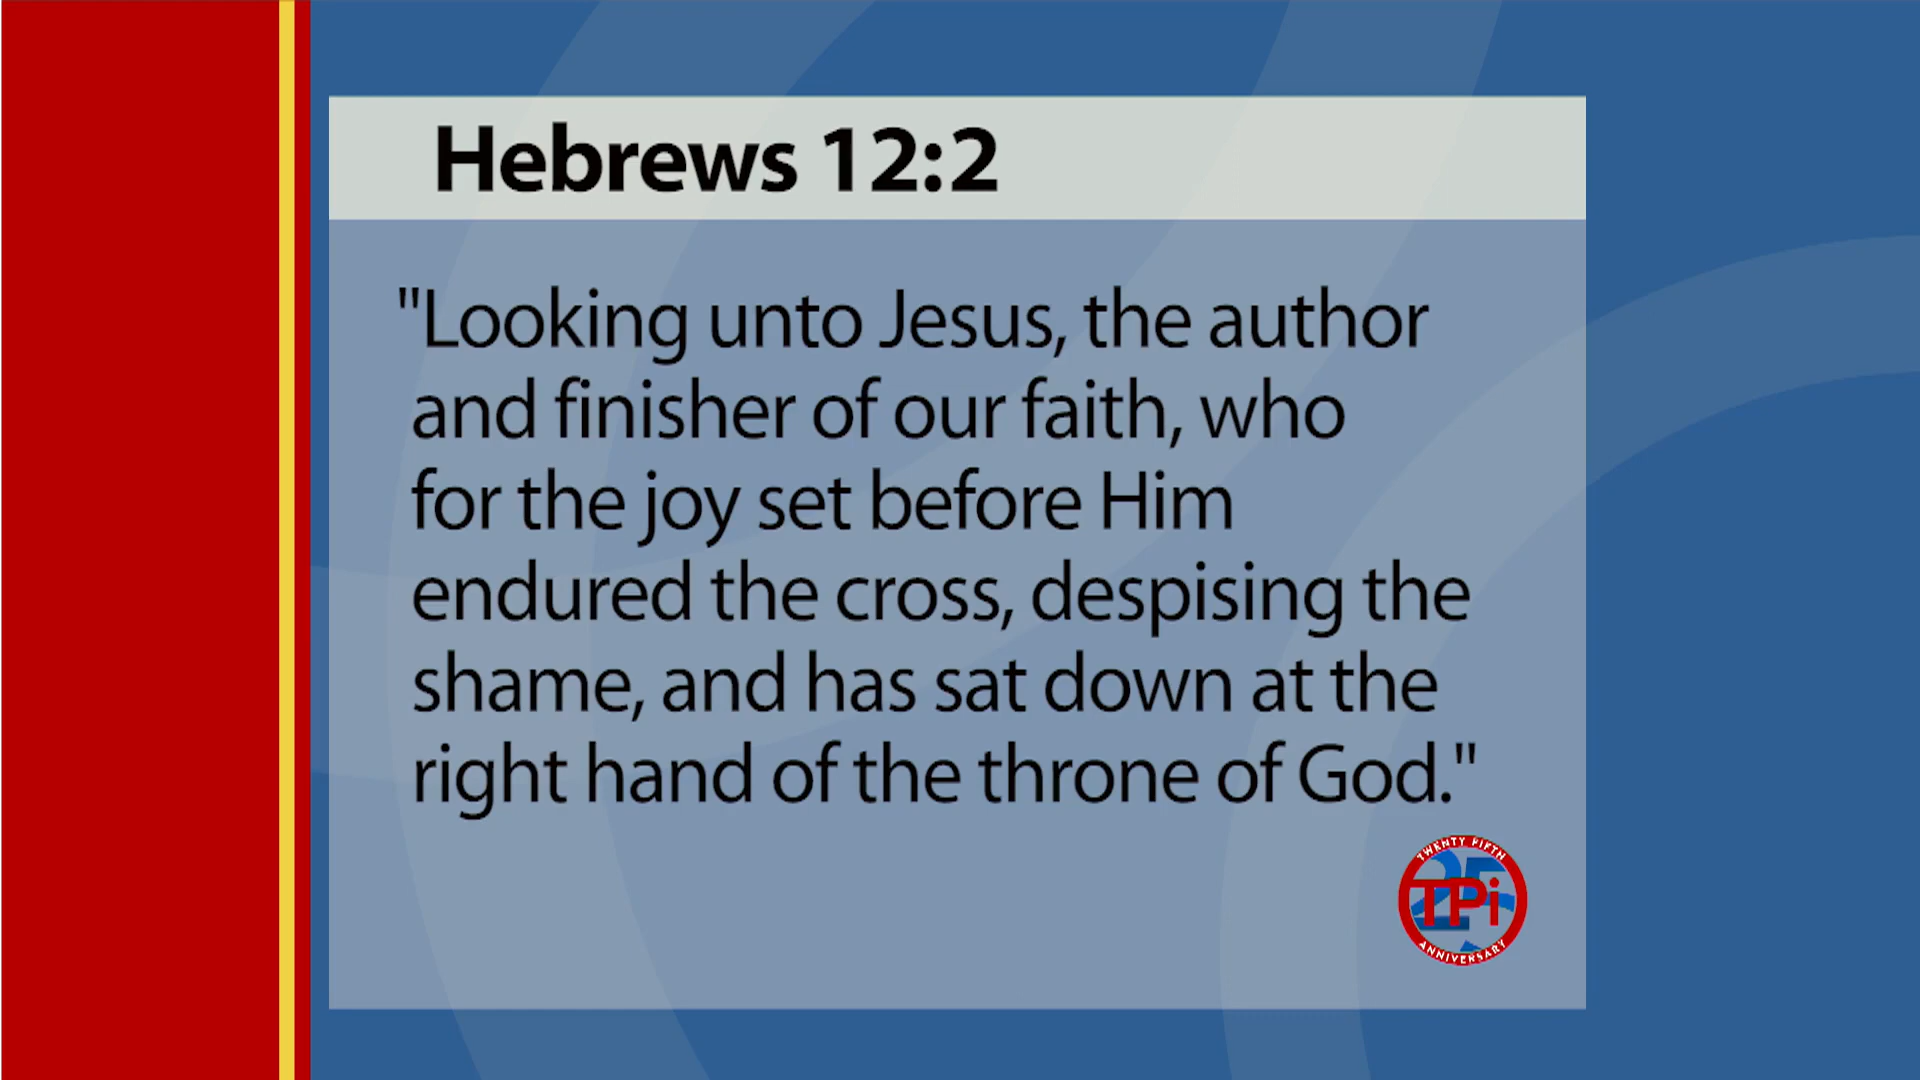 Hebrews 12:2
"Looking unto Jesus, the author
and finisher of our faith, who
for the joy set before Him
endured the cross, despising the
shame, and has sat down at the
right hand of the throne of God."
TWENTY FIFTH
25
TPi
ANNIVERSARY